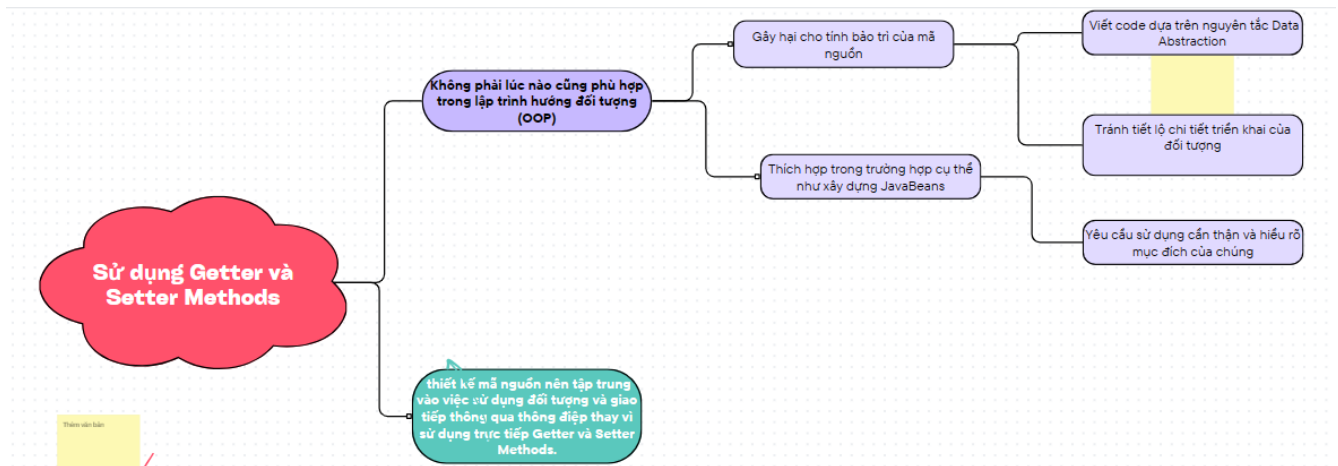 Sử dụng Getter và
Setter Methods
Không phải lúc nào cũng phù hợp
trong lập trình hướng đối tượng
(OOP)
Gây hại cho tính bảo trì của mã
nguồn
Viết code dựa trên nguyên tắc Data
Abstraction
Tránh tiết lộ chi tiết triển khai của
đối tượng
Thích hợp trong trường hợp cụ thể
như xây dựng JavaBeans
Yêu cầu sử dụng cẩn thận và hiểu rõ
mục đích của chúng
thiết kế mã nguồn nên tập trung
vào việc sử dụng đối tượng và giao
tiếp thông qua thông điệp thay vì
sử dụng trực tiếp Getter và Setter
Methods.
Thêm văn bản